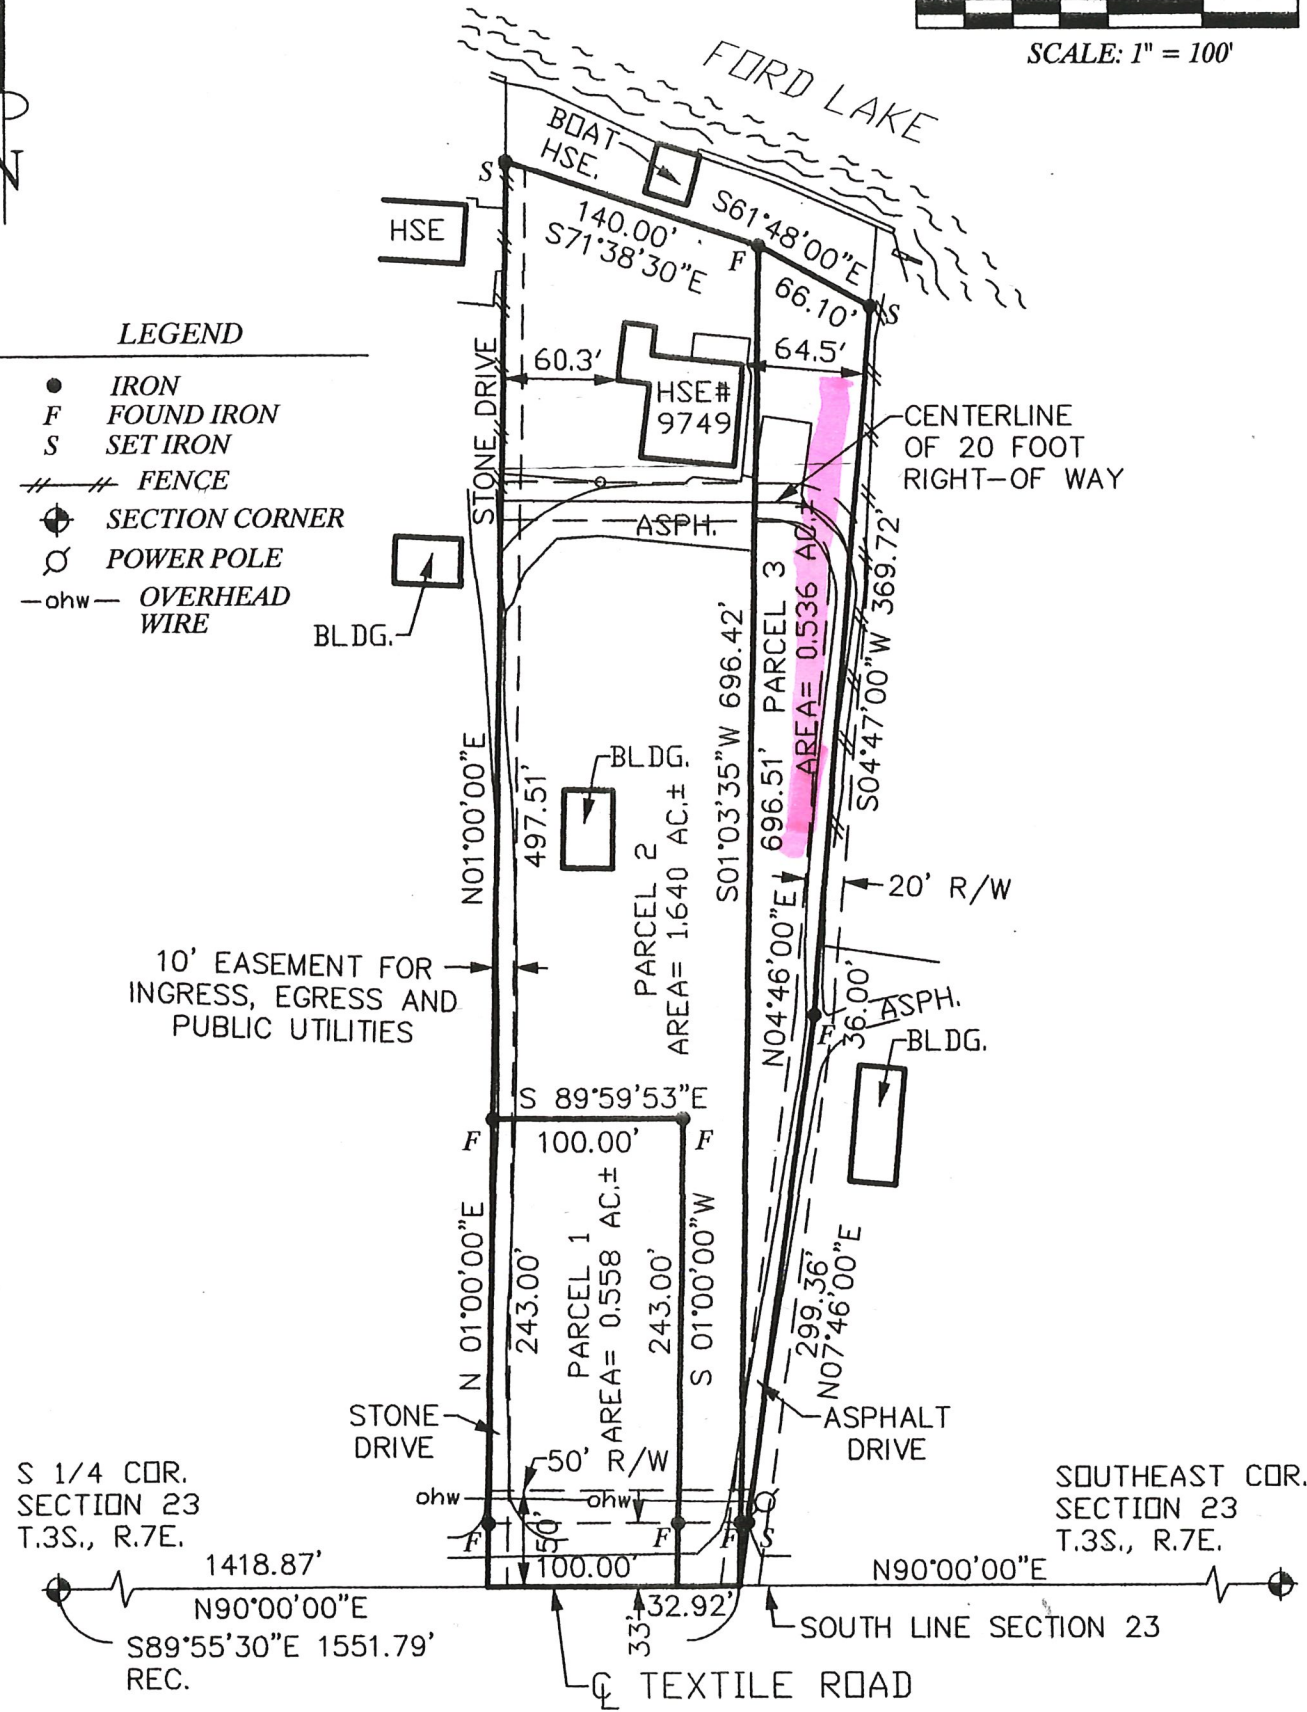 SCALE: 1" = 100'
FORD LAKE
N
BOAT
HSE.
S
HSE
140.00'
S71°38'30"E
S61°48'00"E
66.10'
F
S
LEGEND
IRON
F FOUND IRON
S SET IRON
FENCE
SECTION CORNER
POWER POLE
ohw OVERHEAD
WIRE
STONE DRIVE
60.3'
64.5'
HSE#
9749
CENTERLINE
OF 20 FOOT
RIGHT-OF WAY
ASPH.
BLDG.
S04°47'00"W 369.72'
PARCEL 3
AREA= 0.536 AC.±
S01°03'35"W 696.42'
696.51'
N01°00'00"E
497.51'
BLDG.
PARCEL 2
AREA= 1.640 AC.±
20' R/W
N04°46'00"E
36.00'
ASPH.
F
BLDG.
10' EASEMENT FOR
INGRESS, EGRESS AND
PUBLIC UTILITIES
S 89°59'53"E
100.00'
F
F
N 01°00'00"E
243.00'
PARCEL 1
AREA= 0.558 AC.±
243.00'
S 01°00'00"W
299.36'
N07°46'00"E
STONE
DRIVE
ASPHALT
DRIVE
50' R/W
ohw
ohw
50'
F
F
F
S
S 1/4 COR.
SECTION 23
T.3S., R.7E.
SOUTHEAST COR.
SECTION 23
T.3S., R.7E.
1418.87'
N90°00'00"E
100.00'
32.92'
33'
N90°00'00"E
S89°55'30"E 1551.79'
REC.
SOUTH LINE SECTION 23
℄ TEXTILE ROAD